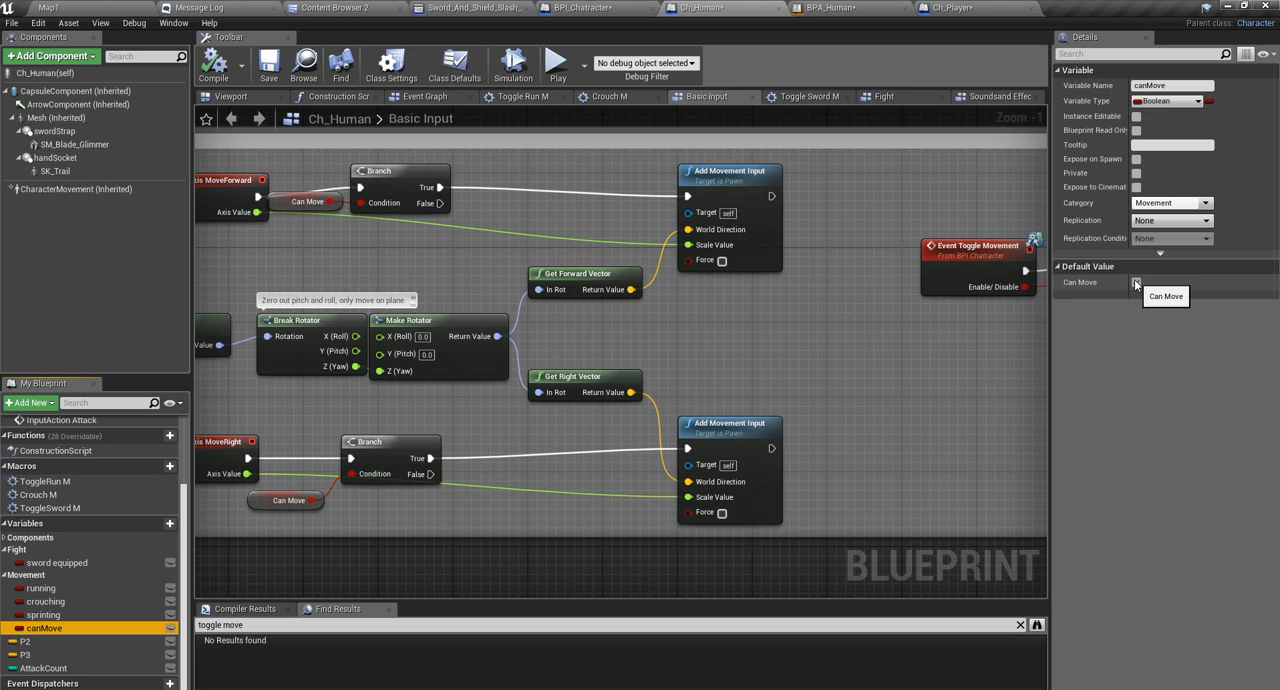 Map1
Message Log
Content Browser 2
Sword_And_Shield_Slash_
BPI_Chatracter*
Ch_Human*
BPA_Human*
Ch_Player*
File Edit Asset View Debug Window Help
Parent class: Character
Components
+ Add Component
Search
Ch_Human(self)
CapsuleComponent (Inherited)
ArrowComponent (Inherited)
Mesh (Inherited)
swordStrap
SM_Blade_Glimmer
handSocket
SK_Trail
CharacterMovement (Inherited)
My Blueprint
+ Add New
Search
InputAction Attack
Functions (28 Overridable)
ConstructionScript
Macros
ToggleRun M
Crouch M
ToggleSword M
Variables
Components
Fight
sword equipped
Movement
running
crouching
sprinting
canMove
P2
P3
AttackCount
Event Dispatchers
Toolbar
Compile
Save
Browse
Find
Class Settings
Class Defaults
Simulation
Play
No debug object selected
Debug Filter
Viewport
Construction Scr
Event Graph
Toggle Run M
Crouch M
Basic Input
Toggle Sword M
Fight
Soundsand Effec
Ch_Human > Basic Input
Zoom -1
xis MoveForward
Axis Value
Can Move
Branch
True
Condition
False
Add Movement Input
Target is Pawn
Target self
World Direction
Scale Value
Force
Event Toggle Movement
From BPI Chatracter
Enable/ Disable
Get Forward Vector
In Rot Return Value
Zero out pitch and roll, only move on plane
Value
Break Rotator
Rotation
X (Roll)
Y (Pitch)
Z (Yaw)
Make Rotator
X (Roll) 0.0
Return Value
Y (Pitch) 0.0
Z (Yaw)
Get Right Vector
In Rot Return Value
xis MoveRight
Axis Value
Can Move
Branch
True
Condition
False
Add Movement Input
Target is Pawn
Target self
World Direction
Scale Value
Force
BLUEPRINT
Compiler Results
Find Results
toggle move
No Results found
Details
Search
Variable
Variable Name canMove
Variable Type Boolean
Instance Editable
Blueprint Read Only
Tooltip
Expose on Spawn
Private
Expose to Cinemat
Category Movement
Replication None
Replication Conditi None
Default Value
Can Move
Can Move